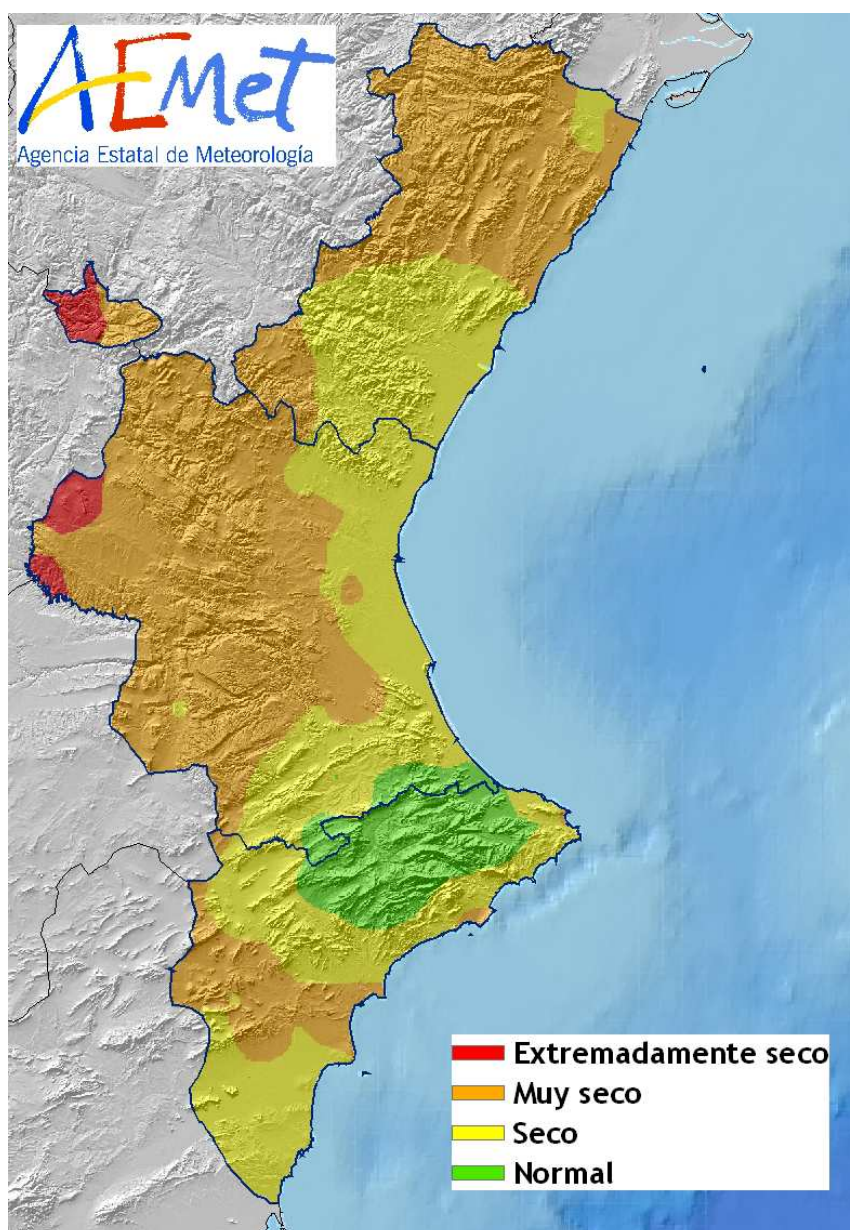 AEMet
Agencia Estatal de Meteorología
Extremadamente seco
Muy seco
Seco
Normal